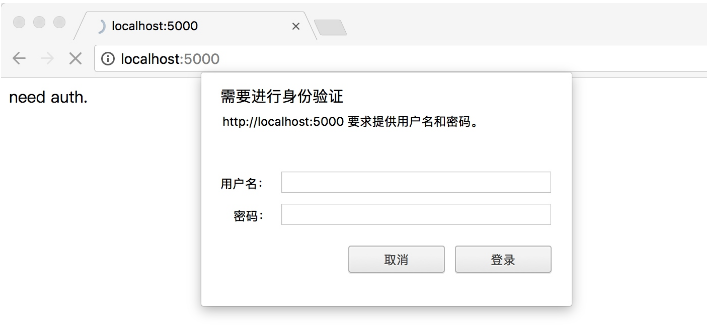 localhost:5000
localhost:5000
need auth.
需要进行身份验证
http://localhost:5000 要求提供用户名和密码。
用户名：
密码：
取消 登录